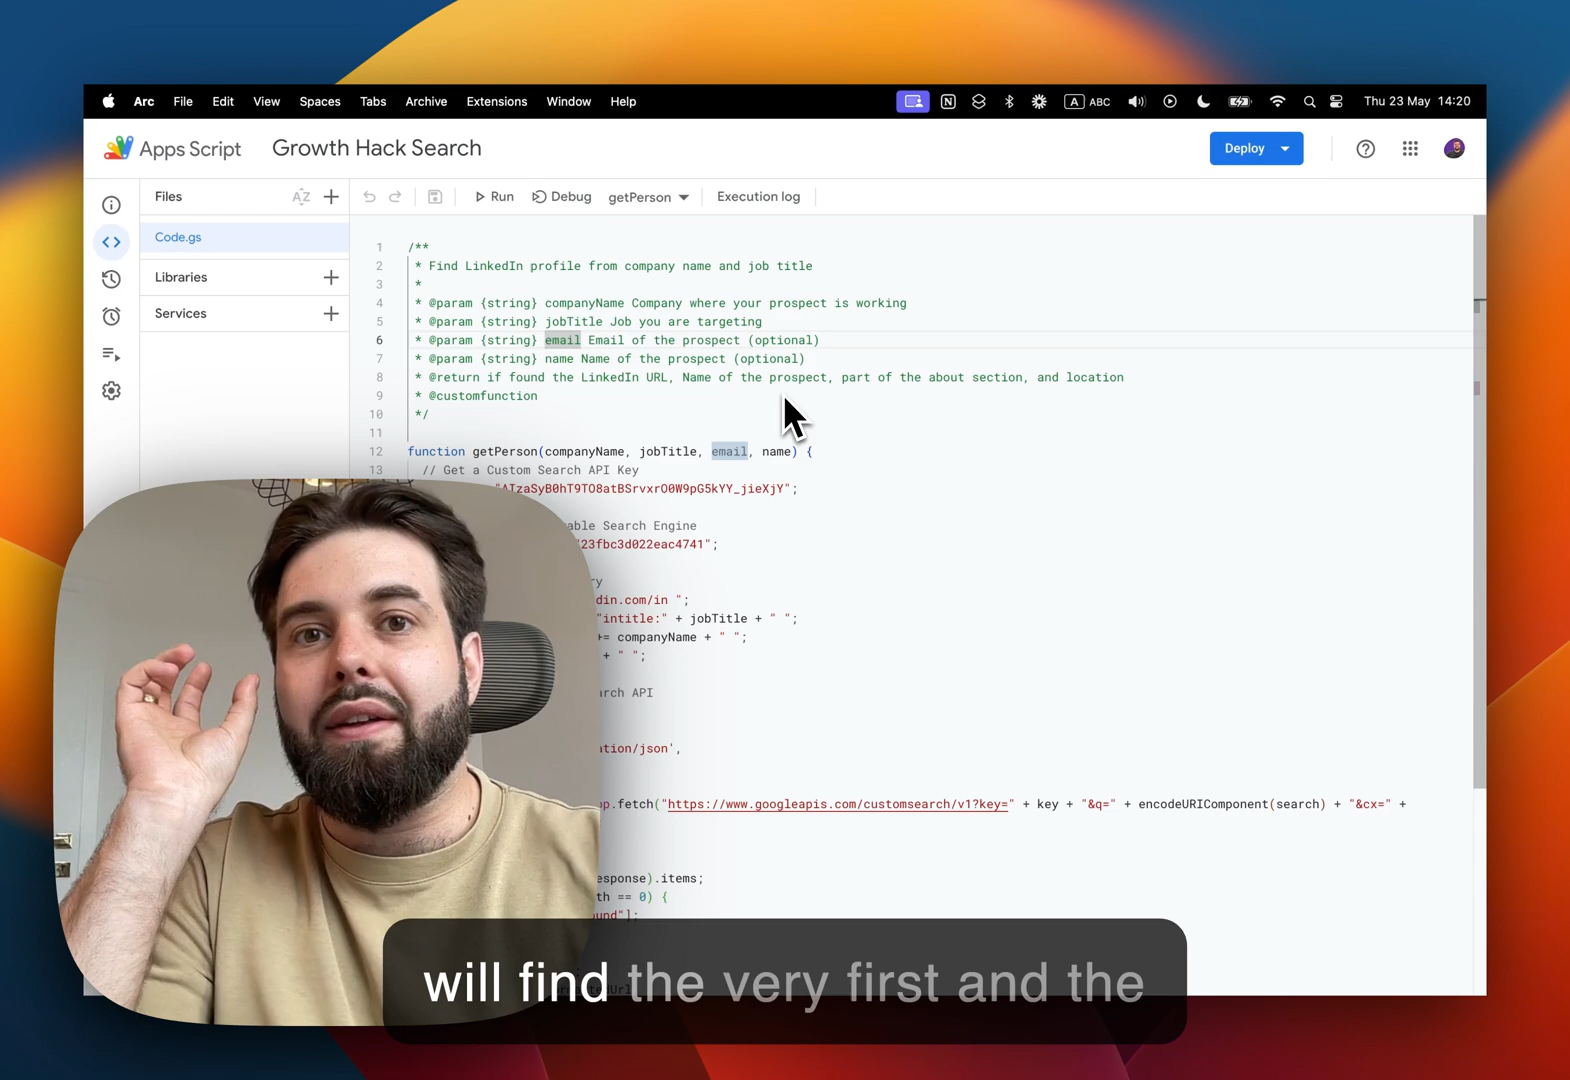 Arc File Edit View Spaces Tabs Archive Extensions Window Help A ABC Thu 23 May 14:20
Apps Script Growth Hack Search Deploy
Files AZ Run Debug getPerson Execution log
Code.gs
Libraries
Services
1 /**
2 * Find LinkedIn profile from company name and job title
3 *
4 * @param {string} companyName Company where your prospect is working
5 * @param {string} jobTitle Job you are targeting
6 * @param {string} email Email of the prospect (optional)
7 * @param {string} name Name of the prospect (optional)
8 * @return if found the LinkedIn URL, Name of the prospect, part of the about section, and location
9 * @customfunction
10 */
11
12 function getPerson(companyName, jobTitle, email, name) {
13 // Get a Custom Search API Key
"AIzaSyB0hT9TO8atBSrvxrO0W9pG5kYY_jieXjY";
able Search Engine
"23fbc3d022eac4741";
ry
din.com/in ";
"intitle:" + jobTitle + " ";
+= companyName + " ";
+ " ";
arch API
ation/json',
pp.fetch("https://www.googleapis.com/customsearch/v1?key=" + key + "&q=" + encodeURIComponent(search) + "&cx=" +
esponse).items;
th == 0) {
ound"];
will find the very first and the